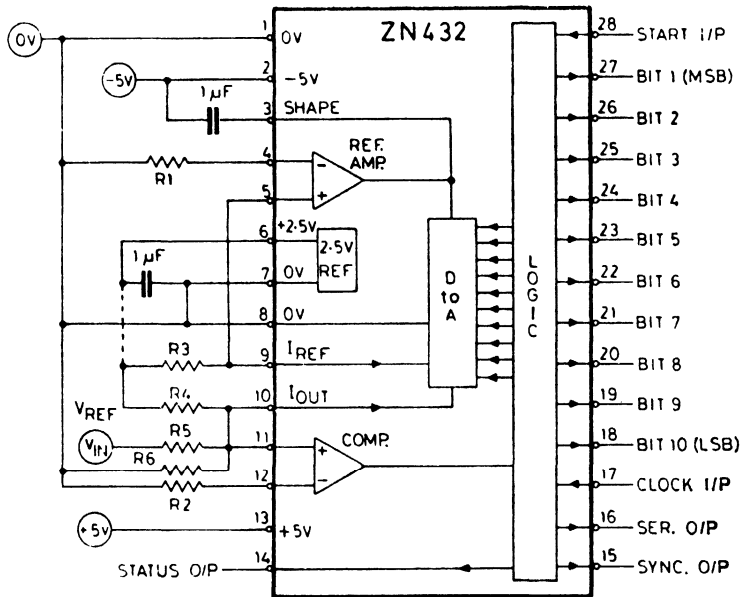 ZN432
0V
1
0V
28
START I/P
-5V
2
-5V
27
BIT 1 (MSB)
1µF
3
SHAPE
26
BIT 2
REF.
AMP.
4
-
25
BIT 3
R1
5
+
24
BIT 4
6
+2·5V
2·5V
REF
23
BIT 5
1µF
7
0V
D
to
A
LOGIC
22
BIT 6
8
0V
21
BIT 7
R3
9
IREF
20
BIT 8
VREF
R4
10
IOUT
19
BIT 9
VIN
R5
11
+
COMP.
18
BIT 10 (LSB)
R6
12
-
17
CLOCK I/P
R2
+5V
13
+5V
16
SER. O/P
STATUS O/P
14
15
SYNC. O/P